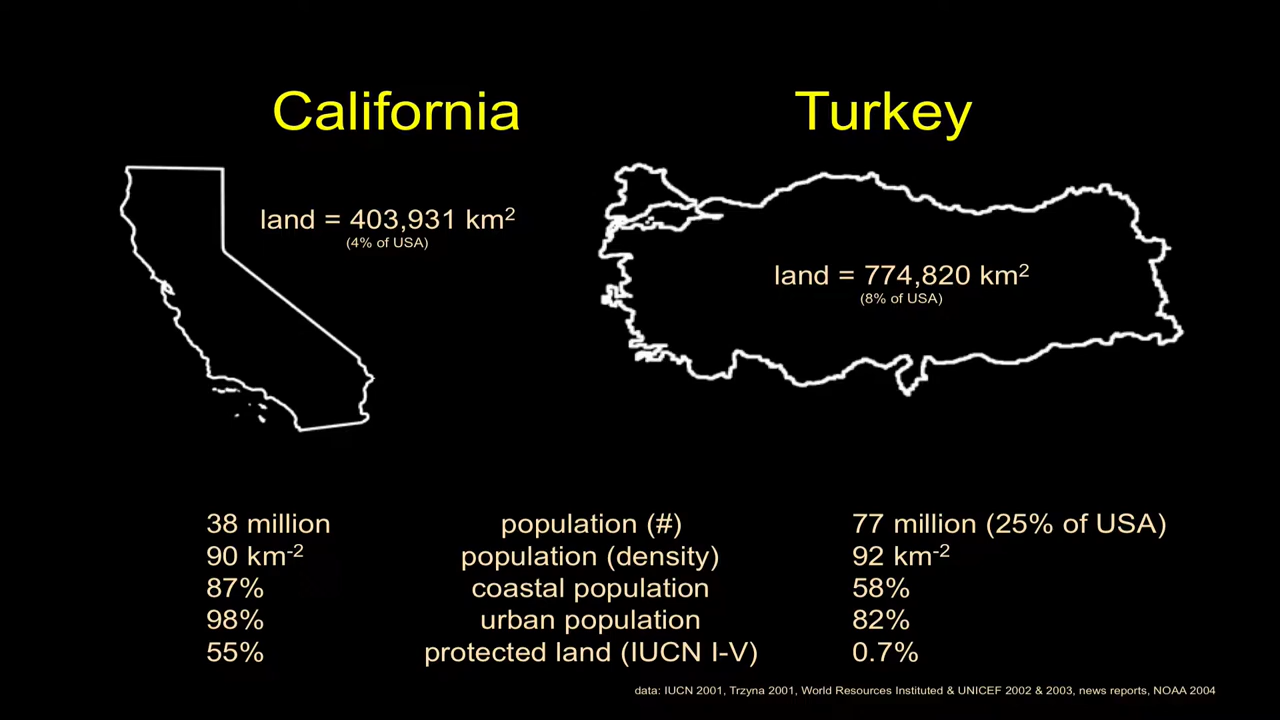 California
Turkey
land = 403,931 km²
(4% of USA)
land = 774,820 km²
(8% of USA)
38 million population (#) 77 million (25% of USA)
90 km⁻² population (density) 92 km⁻²
87% coastal population 58%
98% urban population 82%
55% protected land (IUCN I-V) 0.7%
data: IUCN 2001, Trzyna 2001, World Resources Instituted & UNICEF 2002 & 2003, news reports, NOAA 2004